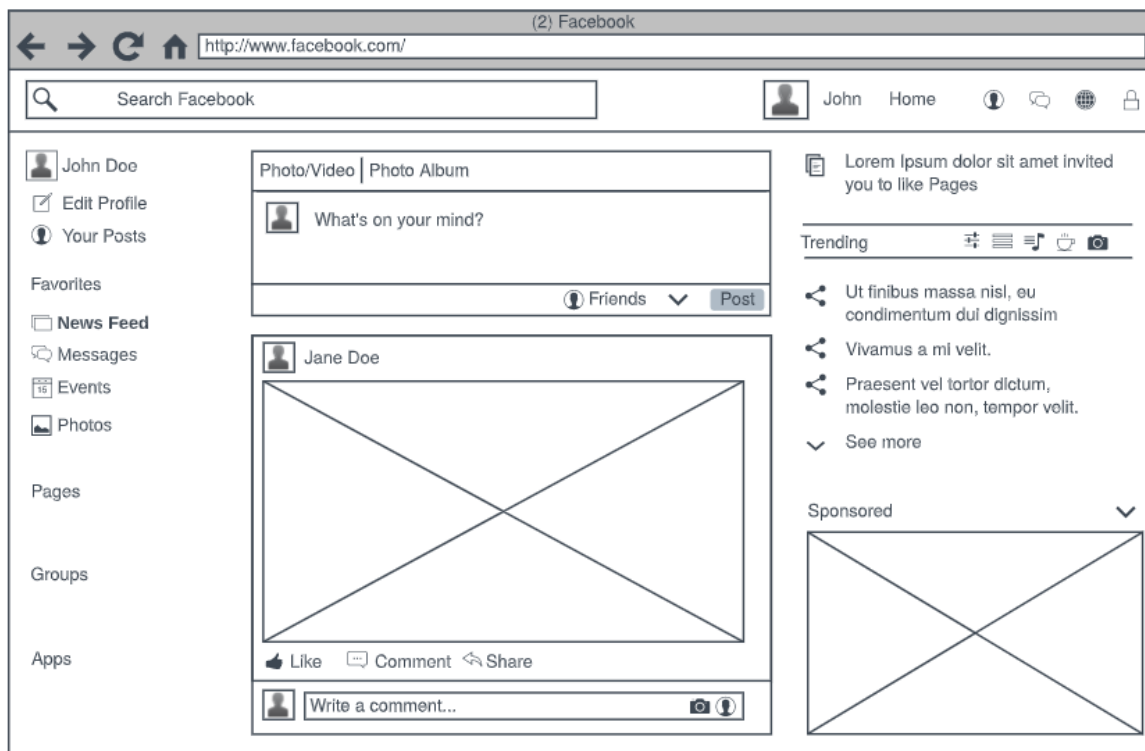 (2) Facebook
http://www.facebook.com/
Search Facebook
John Home
John Doe
Edit Profile
Your Posts
Favorites
News Feed
Messages
15
Events
Photos
Pages
Groups
Apps
Photo/Video Photo Album
What's on your mind?
Friends
Post
Jane Doe
Like Comment Share
Write a comment...
Lorem Ipsum dolor sit amet invited
you to like Pages
Trending
Ut finibus massa nisl, eu
condimentum dui dignissim
Vivamus a mi velit.
Praesent vel tortor dictum,
molestie leo non, tempor velit.
See more
Sponsored